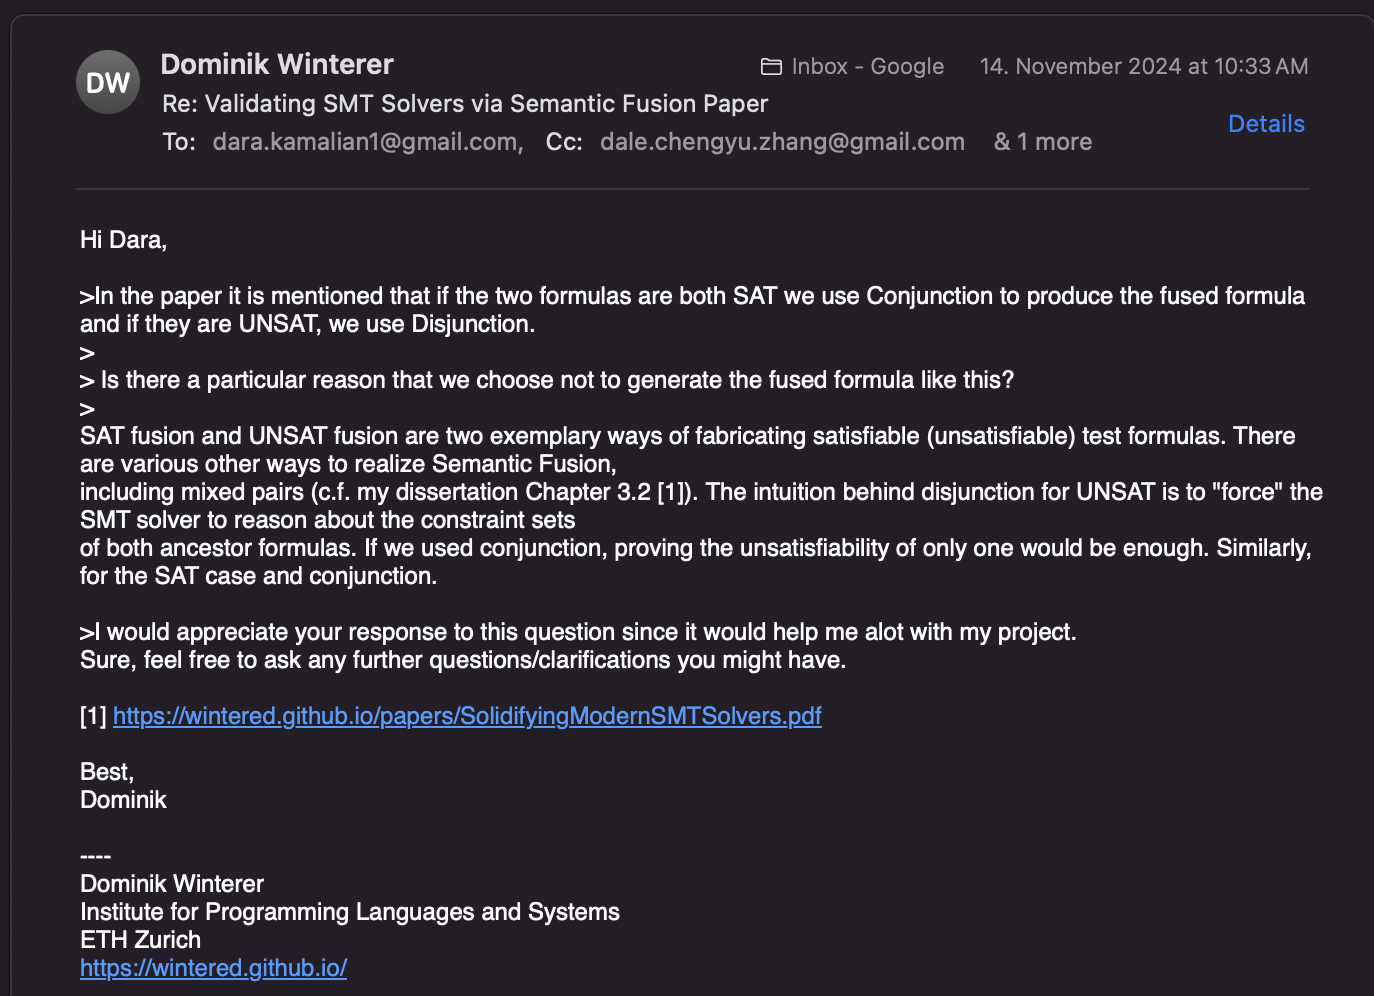 DW
Dominik Winterer
Inbox - Google
14. November 2024 at 10:33 AM
Re: Validating SMT Solvers via Semantic Fusion Paper
Details
To: dara.kamalian1@gmail.com, Cc: dale.chengyu.zhang@gmail.com & 1 more
Hi Dara,
>In the paper it is mentioned that if the two formulas are both SAT we use Conjunction to produce the fused formula
and if they are UNSAT, we use Disjunction.
>
> Is there a particular reason that we choose not to generate the fused formula like this?
>
SAT fusion and UNSAT fusion are two exemplary ways of fabricating satisfiable (unsatisfiable) test formulas. There
are various other ways to realize Semantic Fusion,
including mixed pairs (c.f. my dissertation Chapter 3.2 [1]). The intuition behind disjunction for UNSAT is to "force" the
SMT solver to reason about the constraint sets
of both ancestor formulas. If we used conjunction, proving the unsatisfiability of only one would be enough. Similarly,
for the SAT case and conjunction.
>I would appreciate your response to this question since it would help me alot with my project.
Sure, feel free to ask any further questions/clarifications you might have.
[1] https://wintered.github.io/papers/SolidifyingModernSMTSolvers.pdf
Best,
Dominik
----
Dominik Winterer
Institute for Programming Languages and Systems
ETH Zurich
https://wintered.github.io/